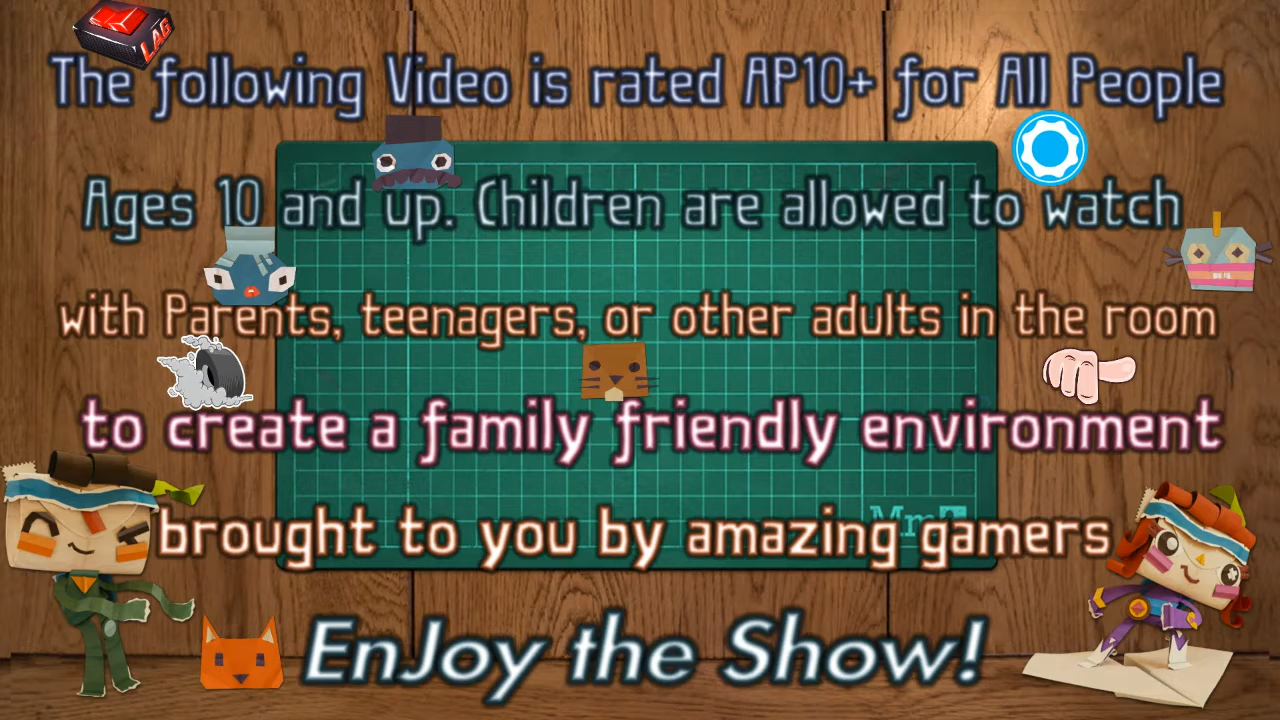 LAG
The following Video is rated AP10+ for All People
Ages 10 and up. Children are allowed to watch
with Parents, teenagers, or other adults in the room
to create a family friendly environment
brought to you by amazing gamers
EnJoy the Show!